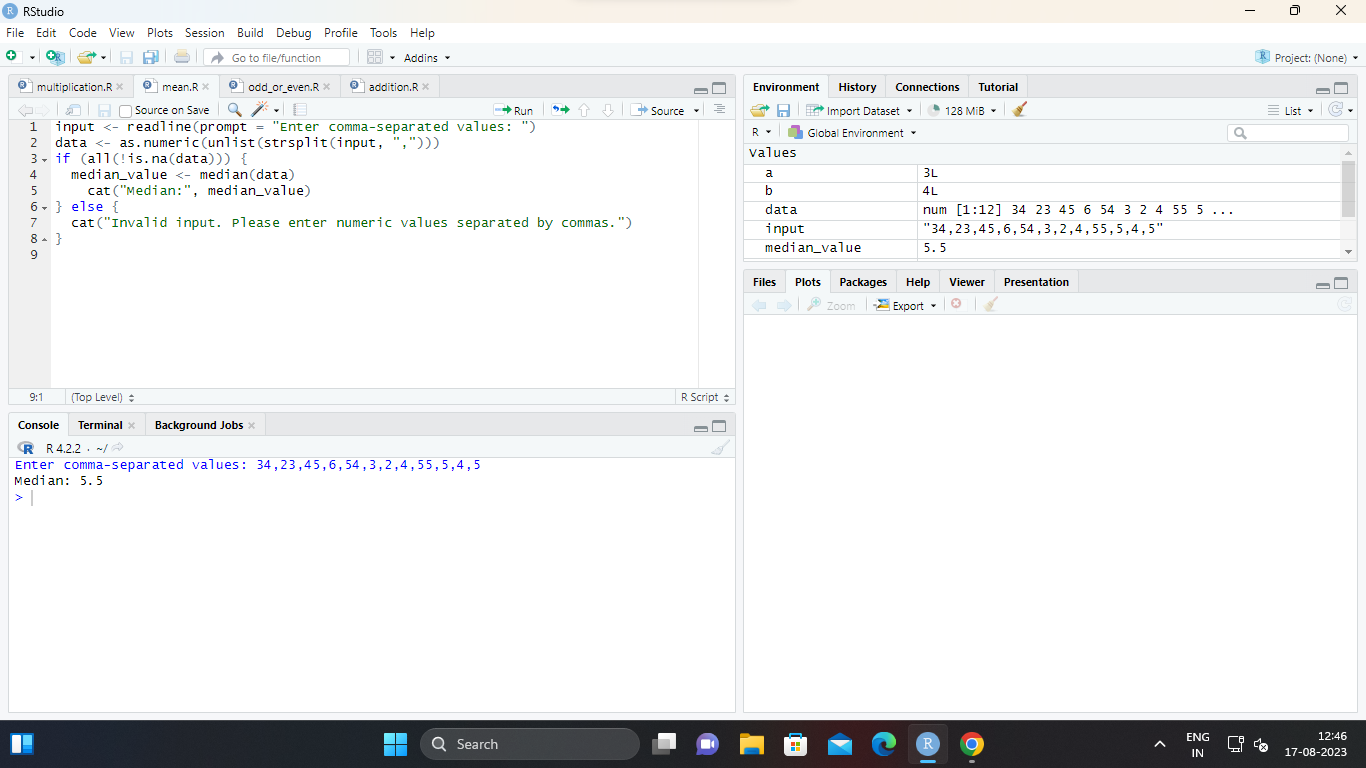 RStudio
File Edit Code View Plots Session Build Debug Profile Tools Help
Go to file/function Addins Project: (None)
multiplication.R mean.R odd_or_even.R addition.R
Source on Save Run Source
1 input <- readline(prompt = "Enter comma-separated values: ")
2 data <- as.numeric(unlist(strsplit(input, ",")))
3 if (all(!is.na(data))) {
4 median_value <- median(data)
5 cat("Median:", median_value)
6 } else {
7 cat("Invalid input. Please enter numeric values separated by commas.")
8 }
9
9:1 (Top Level) R Script
Console Terminal Background Jobs
R 4.2.2 · ~/
Enter comma-separated values: 34,23,45,6,54,3,2,4,55,5,4,5
Median: 5.5
>
Environment History Connections Tutorial
Import Dataset 128 MiB List
R Global Environment
Values
a 3L
b 4L
data num [1:12] 34 23 45 6 54 3 2 4 55 5 ...
input "34,23,45,6,54,3,2,4,55,5,4,5"
median_value 5.5
Files Plots Packages Help Viewer Presentation
Zoom Export
Search
ENG
IN
12:46
17-08-2023